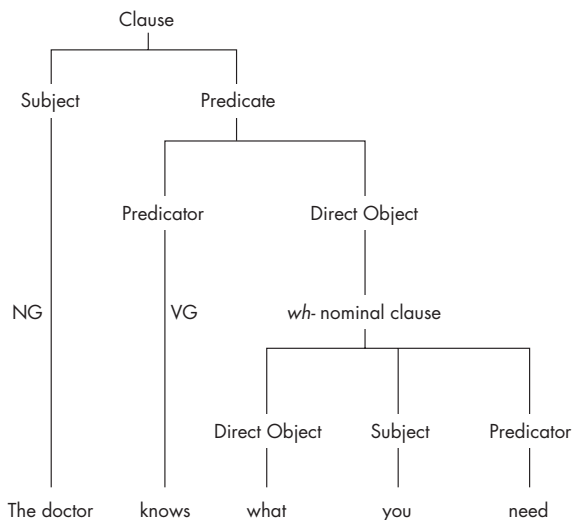 Clause
Subject Predicate
Predicator Direct Object
NG VG wh- nominal clause
Direct Object Subject Predicator
The doctor knows what you need